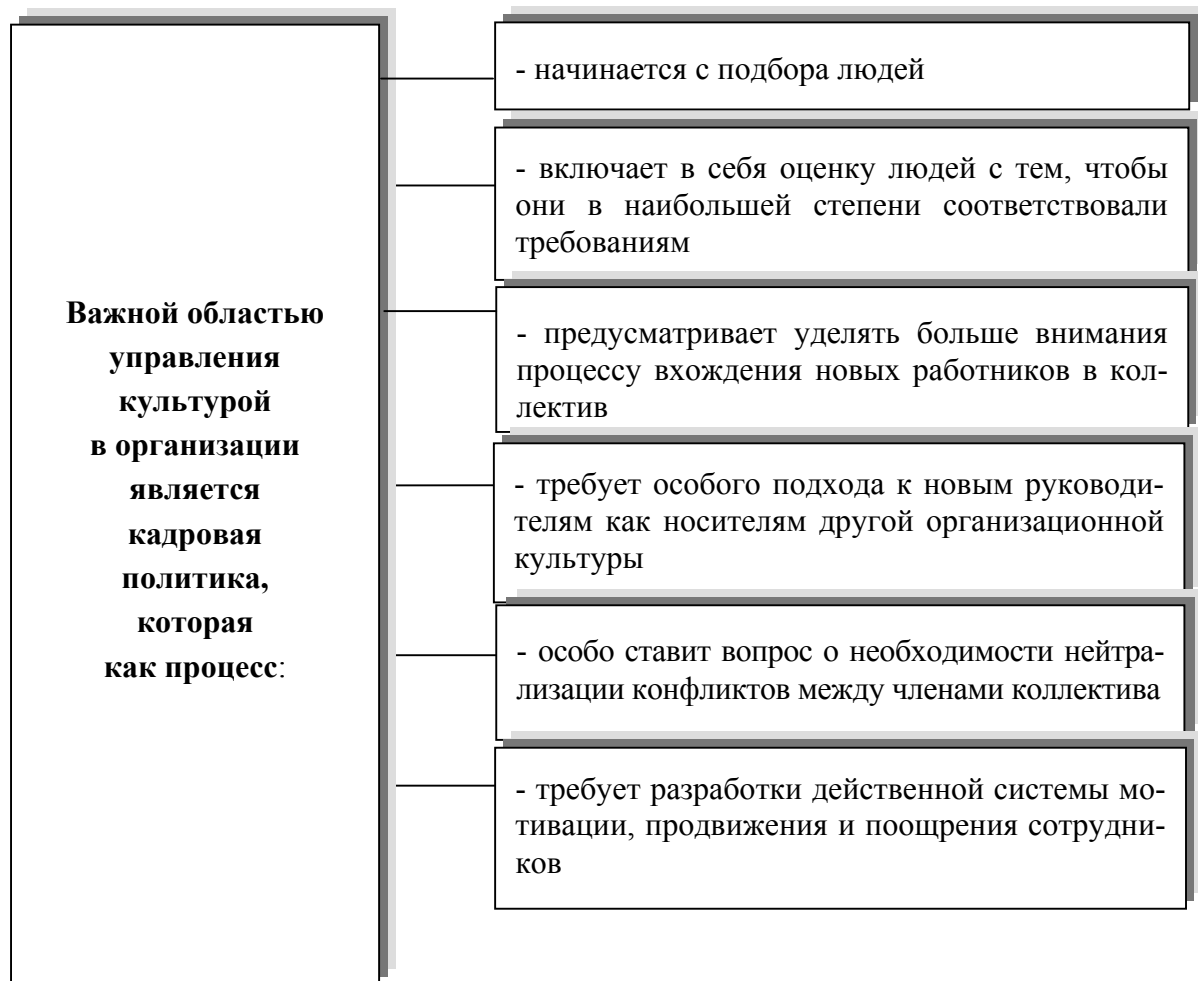 Важной областью
управления
культурой
в организации
является
кадровая
политика,
которая
как процесс:
- начинается с подбора людей
- включает в себя оценку людей с тем, чтобы
они в наибольшей степени соответствовали
требованиям
- предусматривает уделять больше внимания
процессу вхождения новых работников в кол-
лектив
- требует особого подхода к новым руководи-
телям как носителям другой организационной
культуры
- особо ставит вопрос о необходимости нейтра-
лизации конфликтов между членами коллектива
- требует разработки действенной системы мо-
тивации, продвижения и поощрения сотрудни-
ков